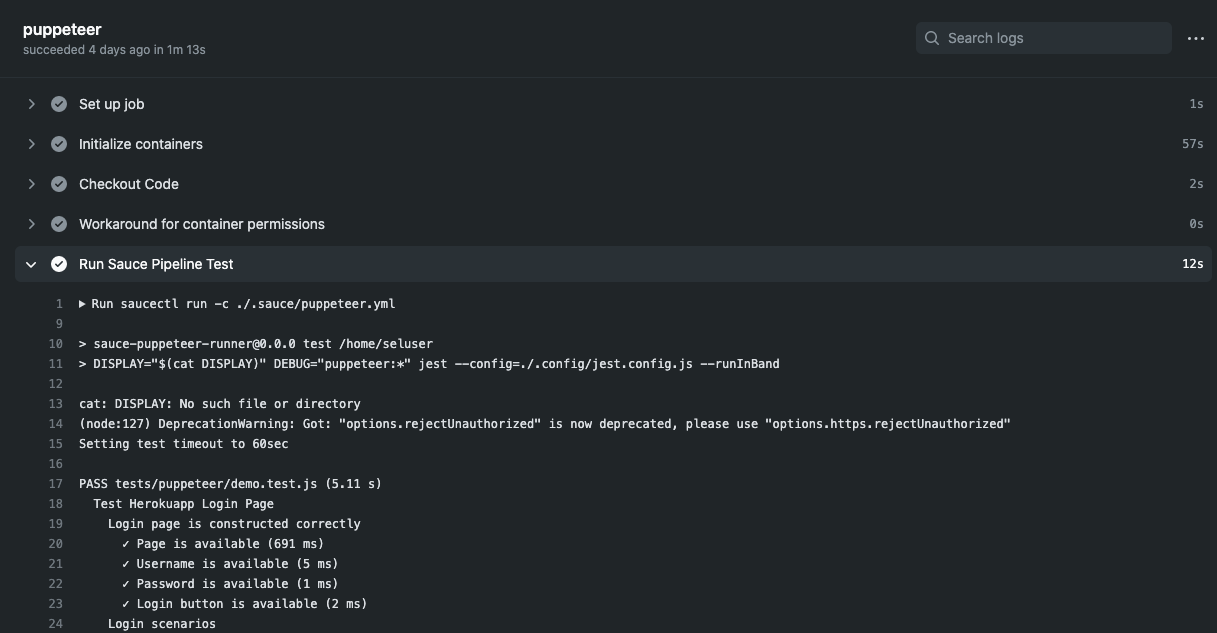 puppeteer
succeeded 4 days ago in 1m 13s
Search logs
Set up job 1s
Initialize containers 57s
Checkout Code 2s
Workaround for container permissions 0s
Run Sauce Pipeline Test 12s
1 Run saucectl run -c ./.sauce/puppeteer.yml
9
10 > sauce-puppeteer-runner@0.0.0 test /home/seluser
11 > DISPLAY="$(cat DISPLAY)" DEBUG="puppeteer:*" jest --config=./.config/jest.config.js --runInBand
12
13 cat: DISPLAY: No such file or directory
14 (node:127) DeprecationWarning: Got: "options.rejectUnauthorized" is now deprecated, please use "options.https.rejectUnauthorized"
15 Setting test timeout to 60sec
16
17 PASS tests/puppeteer/demo.test.js (5.11 s)
18 Test Herokuapp Login Page
19 Login page is constructed correctly
20 ✓ Page is available (691 ms)
21 ✓ Username is available (5 ms)
22 ✓ Password is available (1 ms)
23 ✓ Login button is available (2 ms)
24 Login scenarios